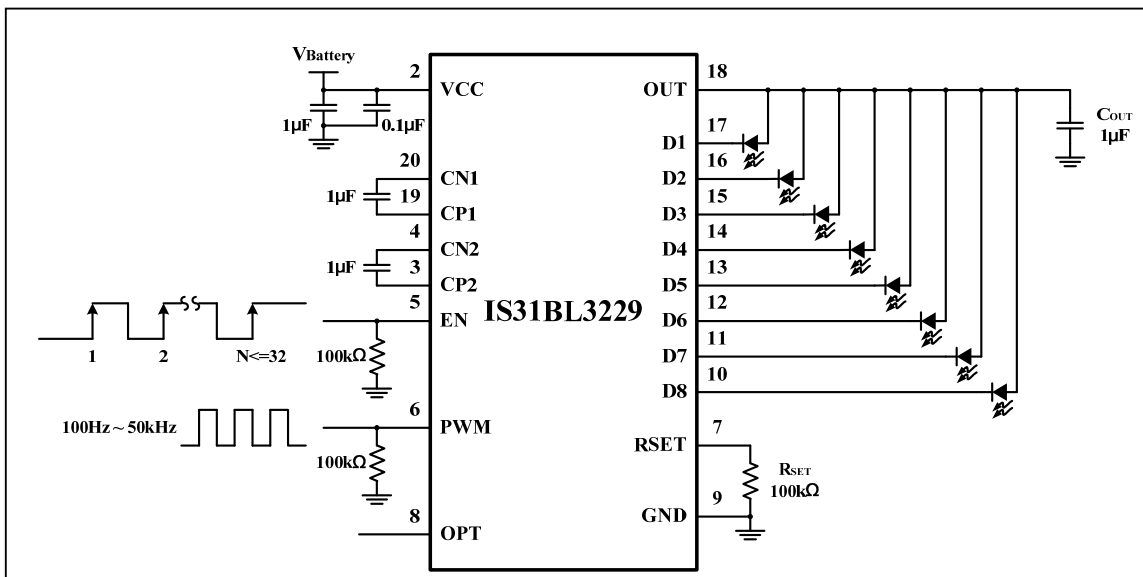 VBattery
2
VCC
1μF
0.1μF
20
CN1
1μF
19
CP1
4
CN2
1μF
3
CP2
5
EN
1
2
N<=32
100kΩ
6
PWM
100Hz ~ 50kHz
100kΩ
8
OPT
IS31BL3229
18
OUT
17
D1
16
D2
15
D3
14
D4
13
D5
12
D6
11
D7
10
D8
7
RSET
9
GND
COUT
1μF
RSET
100kΩ